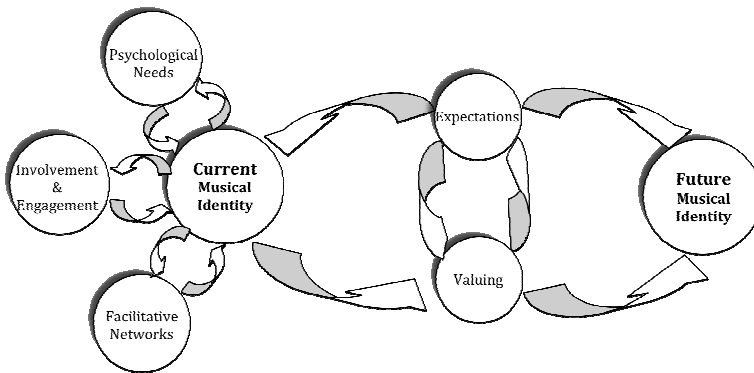 Psychological
Needs
Involvement
&
Engagement
Current
Musical
Identity
Facilitative
Networks
Expectations
Valuing
Future
Musical
Identity